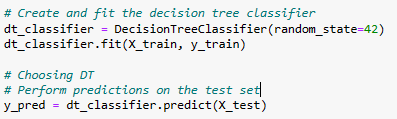 # Create and fit the decision tree classifier
dt_classifier = DecisionTreeClassifier(random_state=42)
dt_classifier.fit(X_train, y_train)
# Choosing DT
# Perform predictions on the test set
y_pred = dt_classifier.predict(X_test)